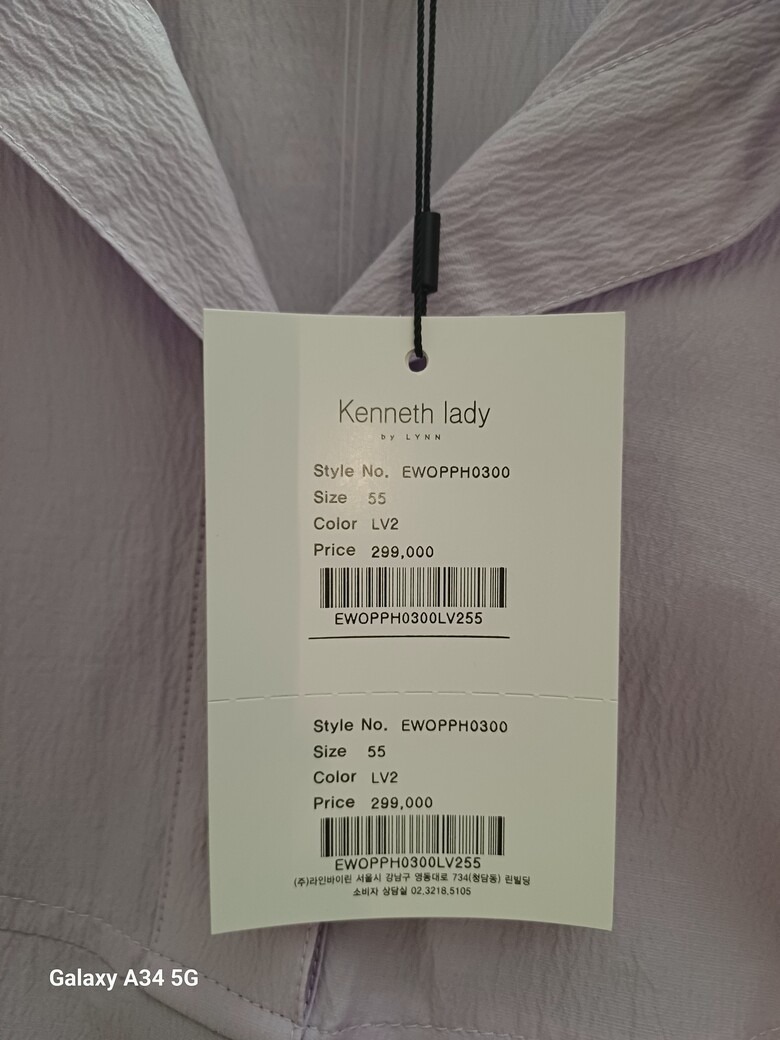 Kenneth lady
by LYNN
Style No. EWOPPH0300
Size 55
Color LV2
Price 299,000
EWOPPH0300LV255
Style No. EWOPPH0300
Size 55
Color LV2
Price 299,000
EWOPPH0300LV255
(주)라인바이린 서울시 강남구 영동대로 734(청담동) 린빌딩
소비자 상담실 02.3218.5105
Galaxy A34 5G